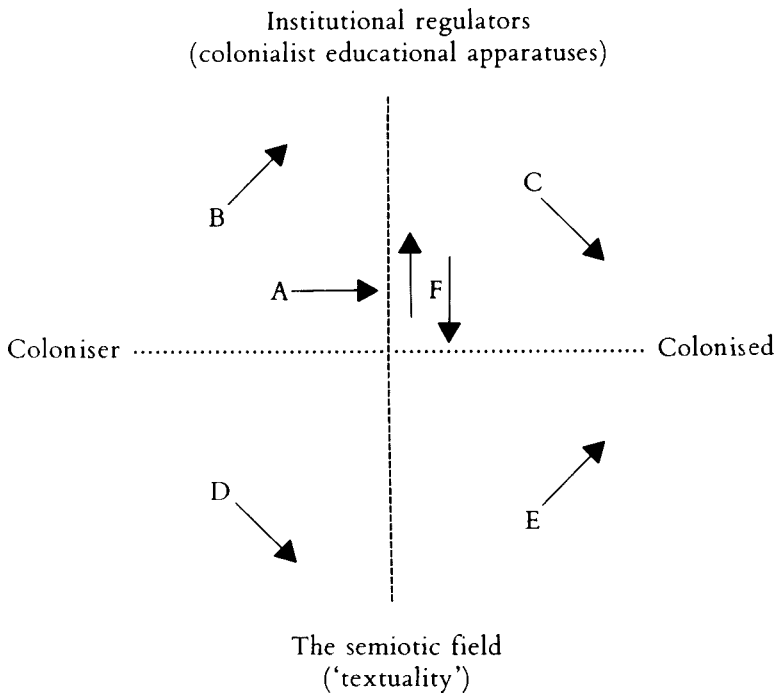 Institutional regulators
(colonialist educational apparatuses)
B
C
A
F
Coloniser
Colonised
D
E
The semiotic field
(‘textuality’)